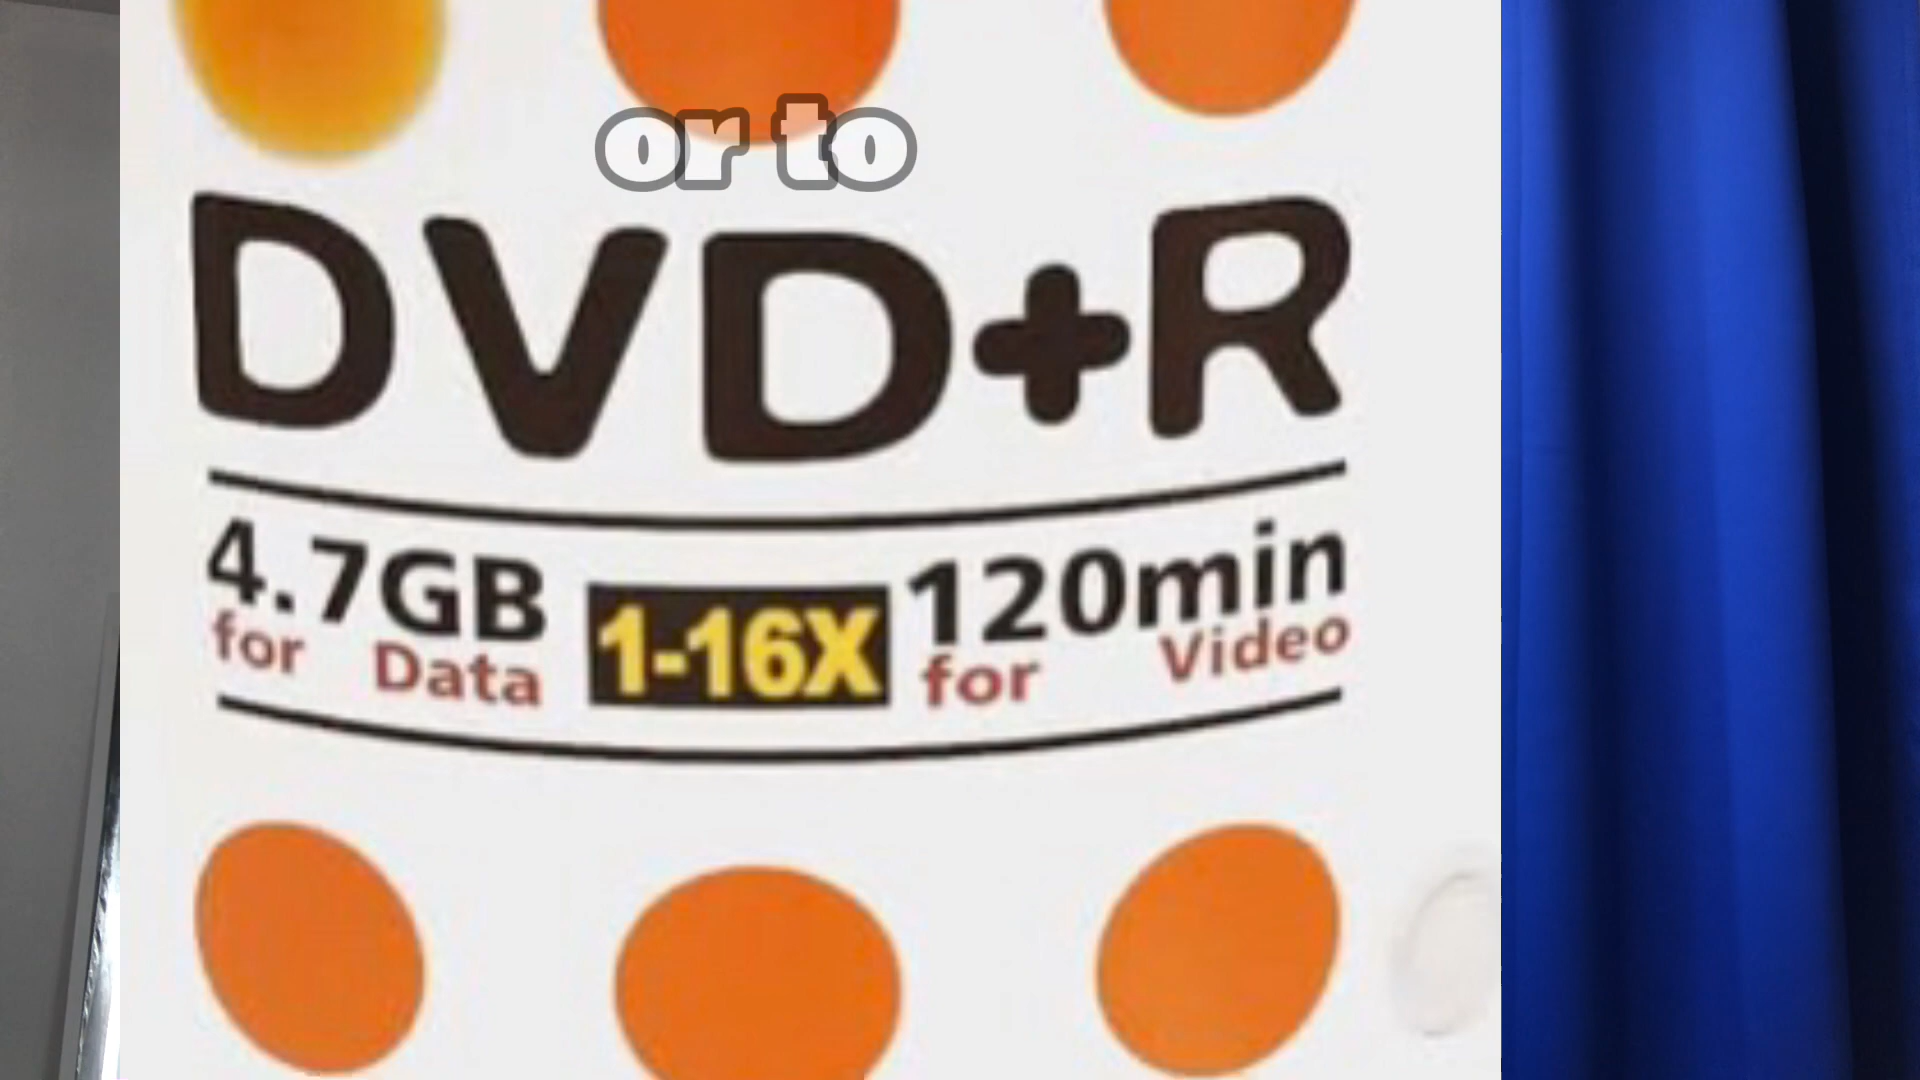 or to
DVD+R
4.7GB 1-16X 120min
for Data for Video